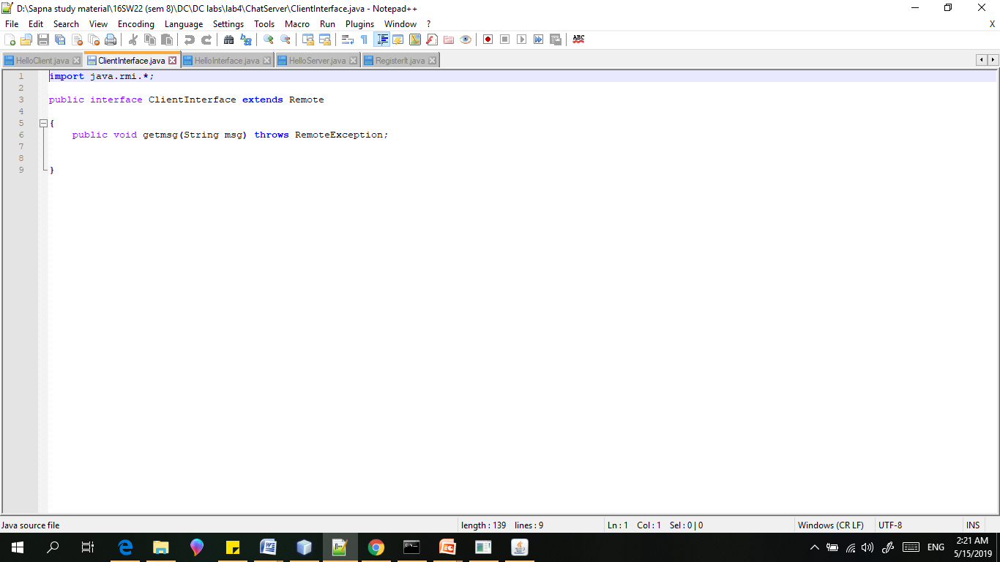 D:\Sapna study material\16SW22 (sem 8)\DC\DC labs\lab4\ChatServer\ClientInterface.java - Notepad++
File Edit Search View Encoding Language Settings Tools Macro Run Plugins Window ? X
ABC
HelloClient.java ClientInterface.java HelloInterface.java HelloServer.java RegisterIt.java
1 import java.rmi.*;
2
3 public interface ClientInterface extends Remote
4
5 {
6 public void getmsg(String msg) throws RemoteException;
7
8
9 }
Java source file length : 139 lines : 9 Ln : 1 Col : 1 Sel : 0 | 0 Windows (CR LF) UTF-8 INS
ENG 2:21 AM
5/15/2019